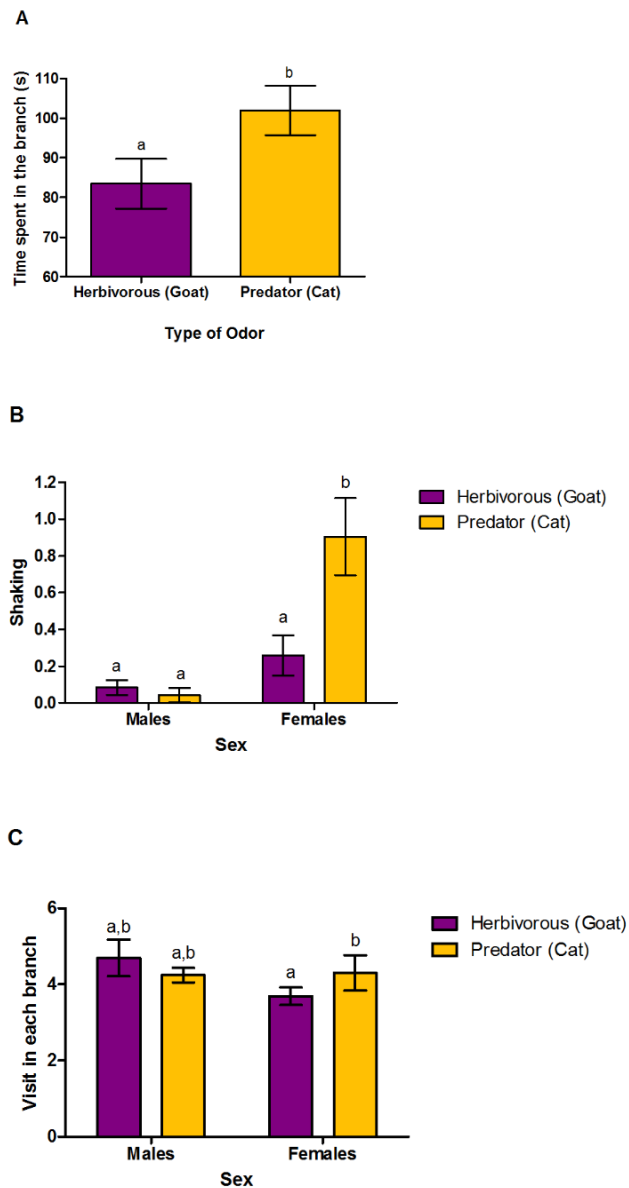 A
Time spent in the branch (s)
110
100
90
80
70
60
a
b
Herbivorous (Goat)
Predator (Cat)
Type of Odor
B
Shaking
1.2
1.0
0.8
0.6
0.4
0.2
0.0
a
a
a
b
Males
Females
Sex
Herbivorous (Goat)
Predator (Cat)
C
Visit in each branch
6
4
2
0
a,b
a,b
a
b
Males
Females
Sex
Herbivorous (Goat)
Predator (Cat)